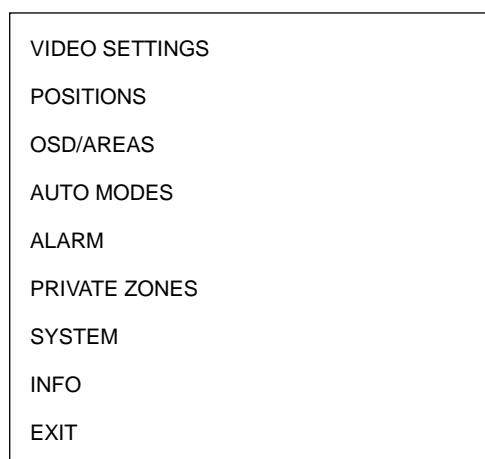 VIDEO SETTINGS
POSITIONS
OSD/AREAS
AUTO MODES
ALARM
PRIVATE ZONES
SYSTEM
INFO
EXIT